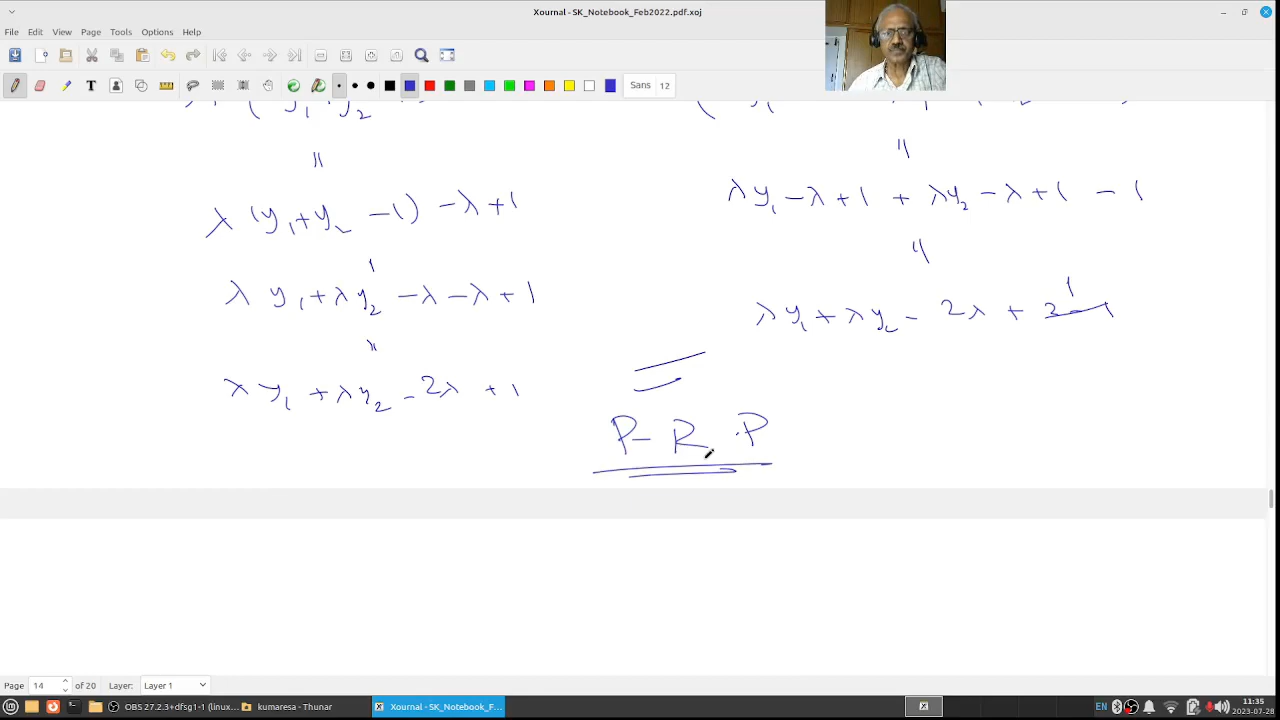 Xournal - SK_Notebook_Feb2022.pdf.xoj
File Edit View Page Tools Options Help
T Sans 12
=
λ (y₁+y₂ -1) -λ+1
λy₁+λy₂ -λ-λ+1
=
λy₁+λy₂-2λ+1
=
λy₁-λ+1 + λy₂-λ+1 -1
=
1
λy₁+λy₂-2λ+
=
P-R.P
Page 14 of 20 Layer: Layer 1
OBS 27.2.3+dfsg1-1 (linux... kumaresa - Thunar Xournal - SK_Notebook_F... EN 11:35
2023-07-28